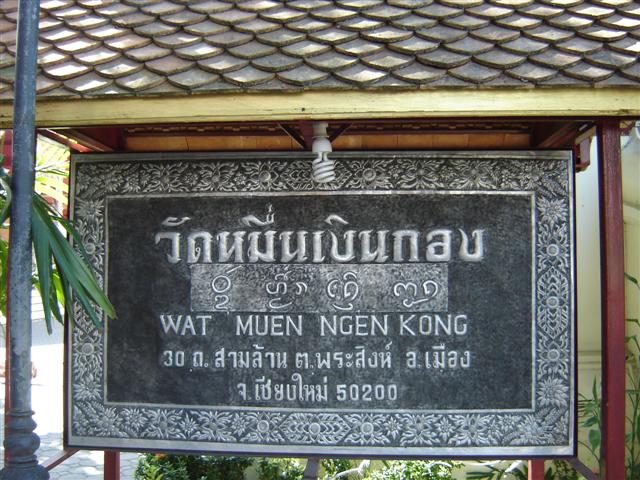 วัดหมื่นเงินกอง
WAT MUEN NGEN KONG
30 ถ.สามล้าน ต.พระสิงห์ อ.เมือง
จ.เชียงใหม่ 50200